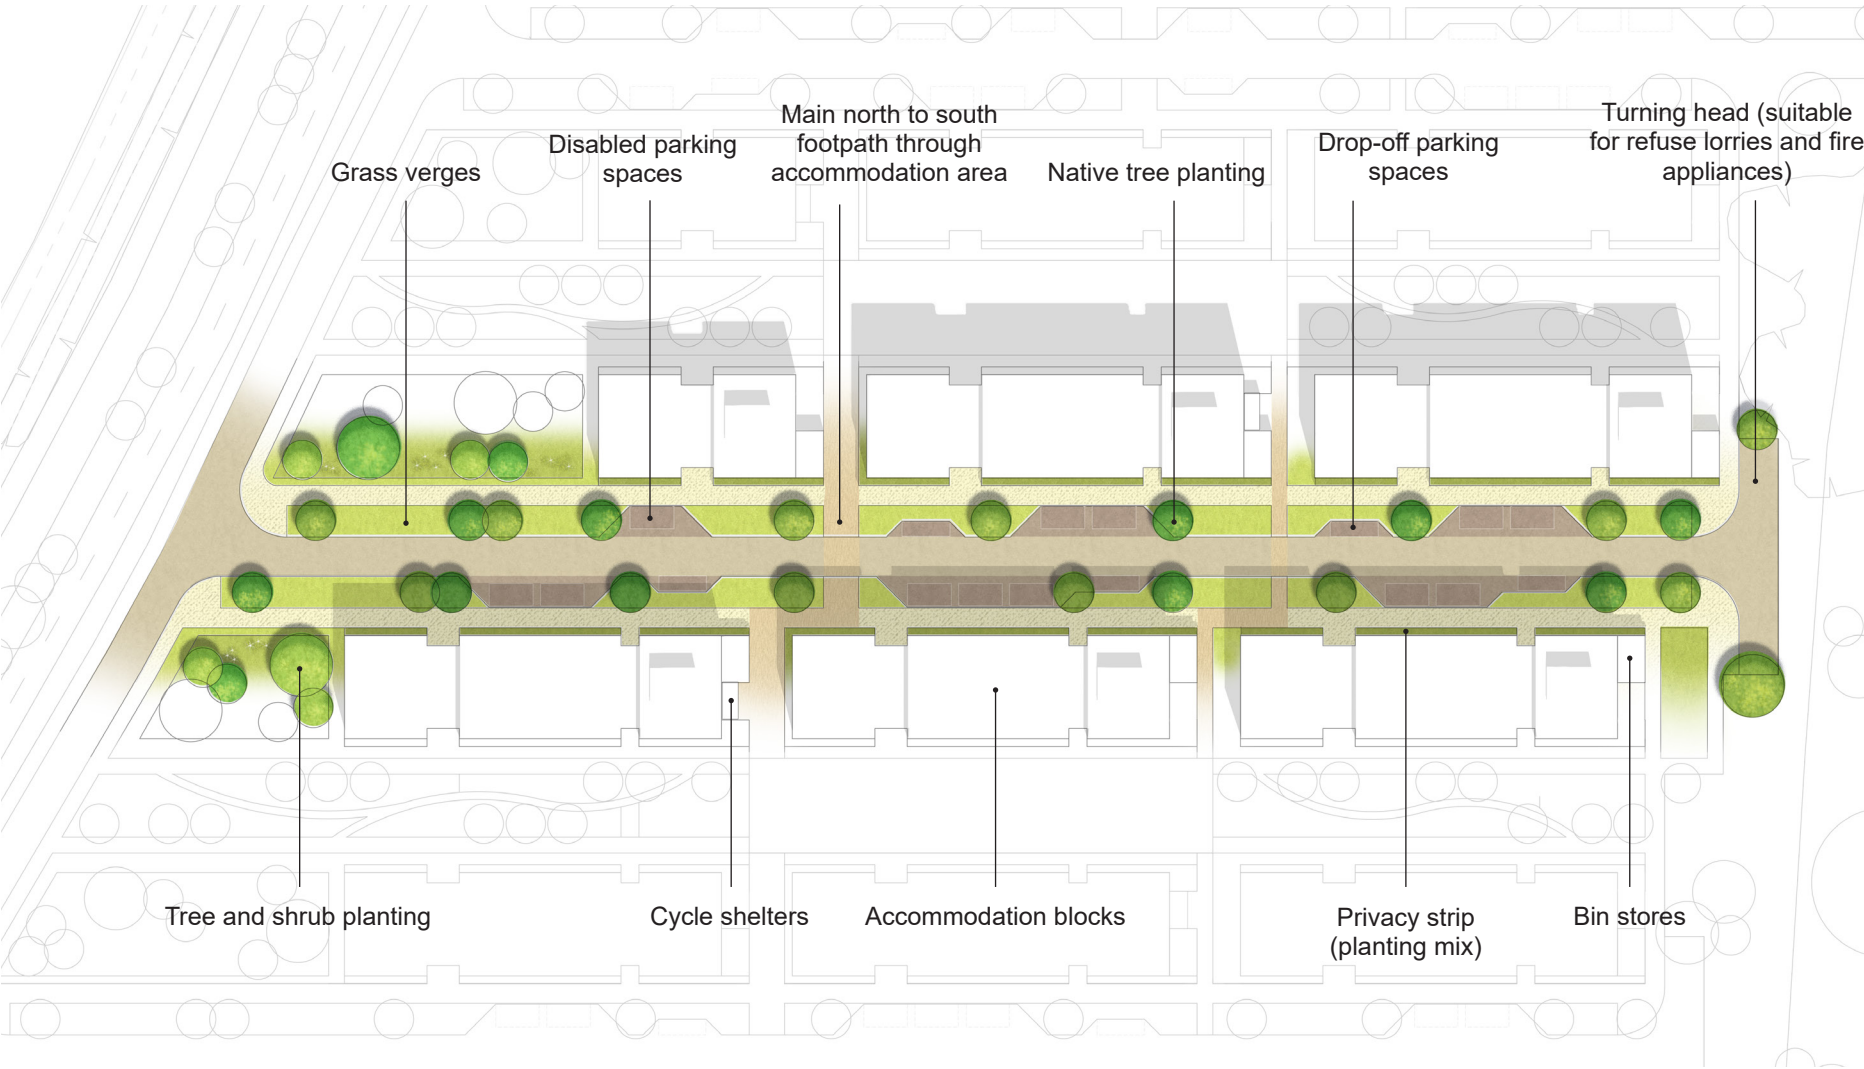 Grass verges
Disabled parking
spaces
Main north to south
footpath through
accommodation area
Native tree planting
Drop-off parking
spaces
Turning head (suitable
for refuse lorries and fire
appliances)
Tree and shrub planting
Cycle shelters
Accommodation blocks
Privacy strip
(planting mix)
Bin stores